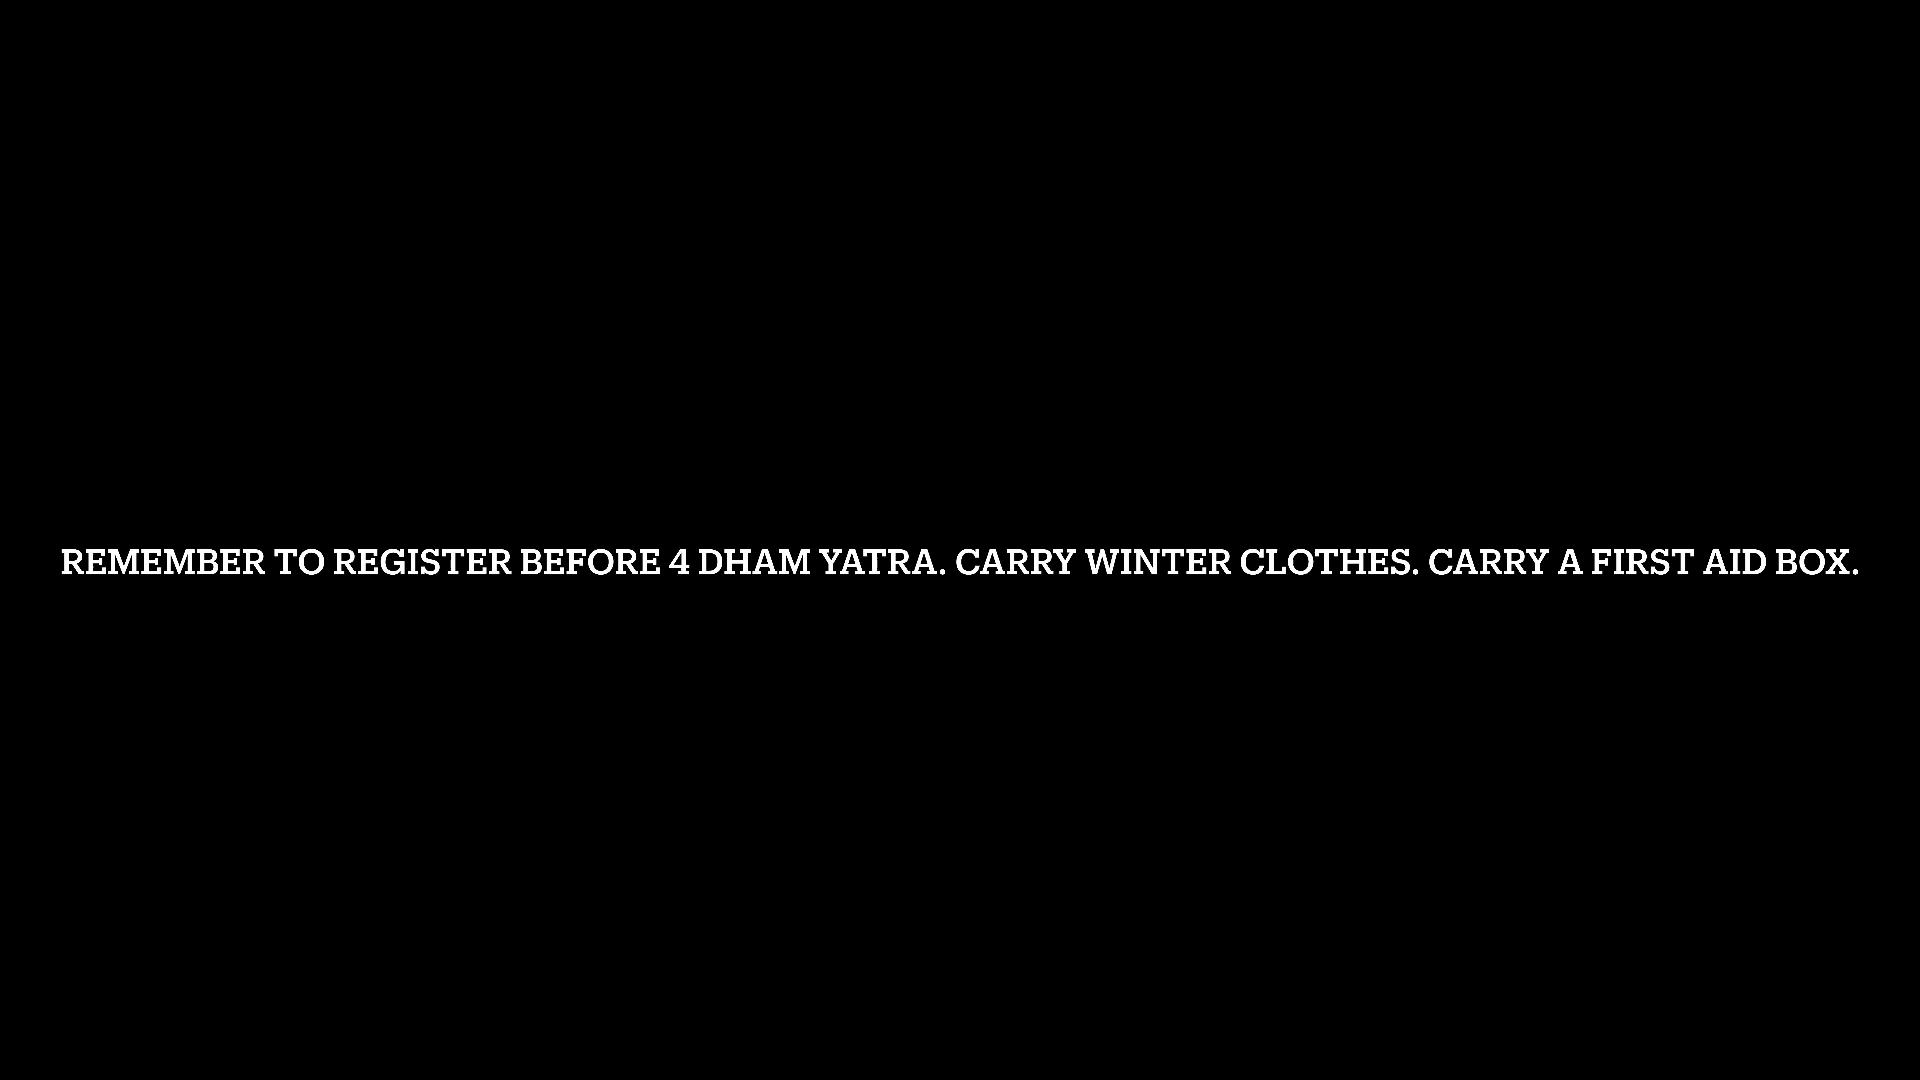 REMEMBER TO REGISTER BEFORE 4 DHAM YATRA. CARRY WINTER CLOTHES. CARRY A FIRST AID BOX.